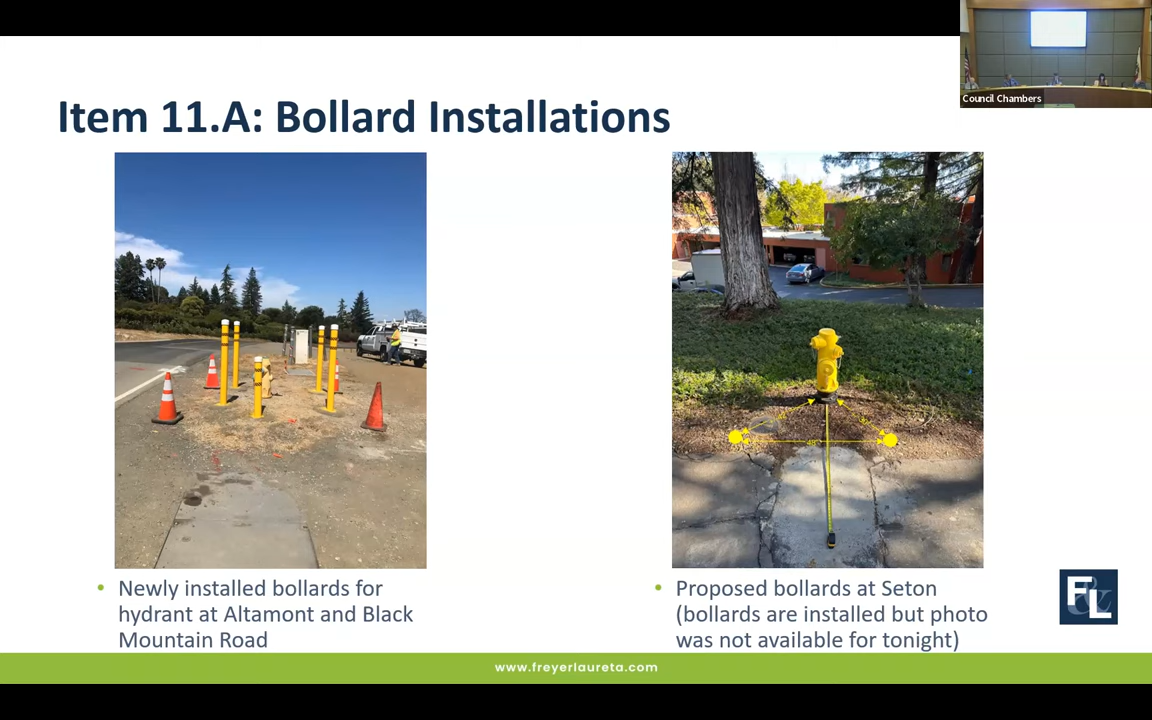 Council Chambers
Item 11.A: Bollard Installations
48"
• Newly installed bollards for
hydrant at Altamont and Black
Mountain Road
• Proposed bollards at Seton
(bollards are installed but photo
was not available for tonight)
F&L
www.freyerlaureta.com